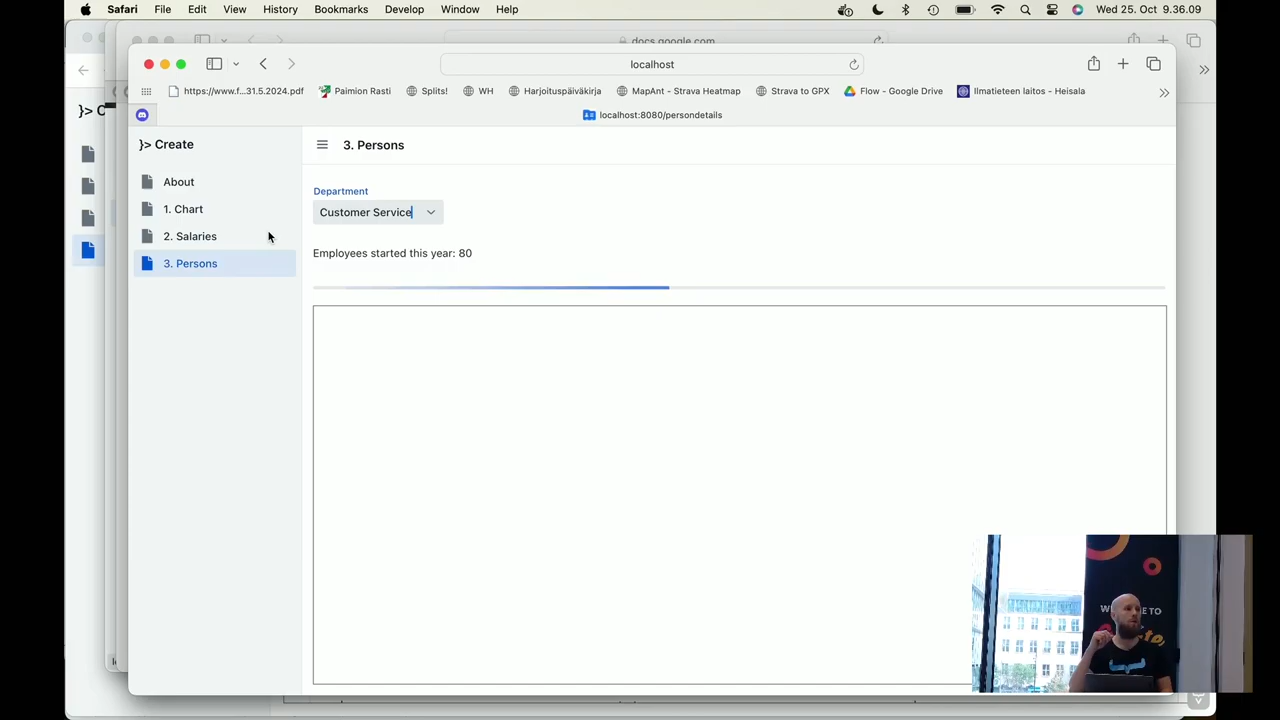 Safari File Edit View History Bookmarks Develop Window Help Wed 25. Oct 9.36.09
docs.google.com
localhost
https://www.f...31.5.2024.pdf Paimion Rasti Splits! WH Harjoituspäiväkirja MapAnt - Strava Heatmap Strava to GPX Flow - Google Drive Ilmatieteen laitos - Heisala
localhost:8080/persondetails
}> C
}> Create
3. Persons
About
1. Chart
2. Salaries
3. Persons
Department
Customer Service
Employees started this year: 80
TO